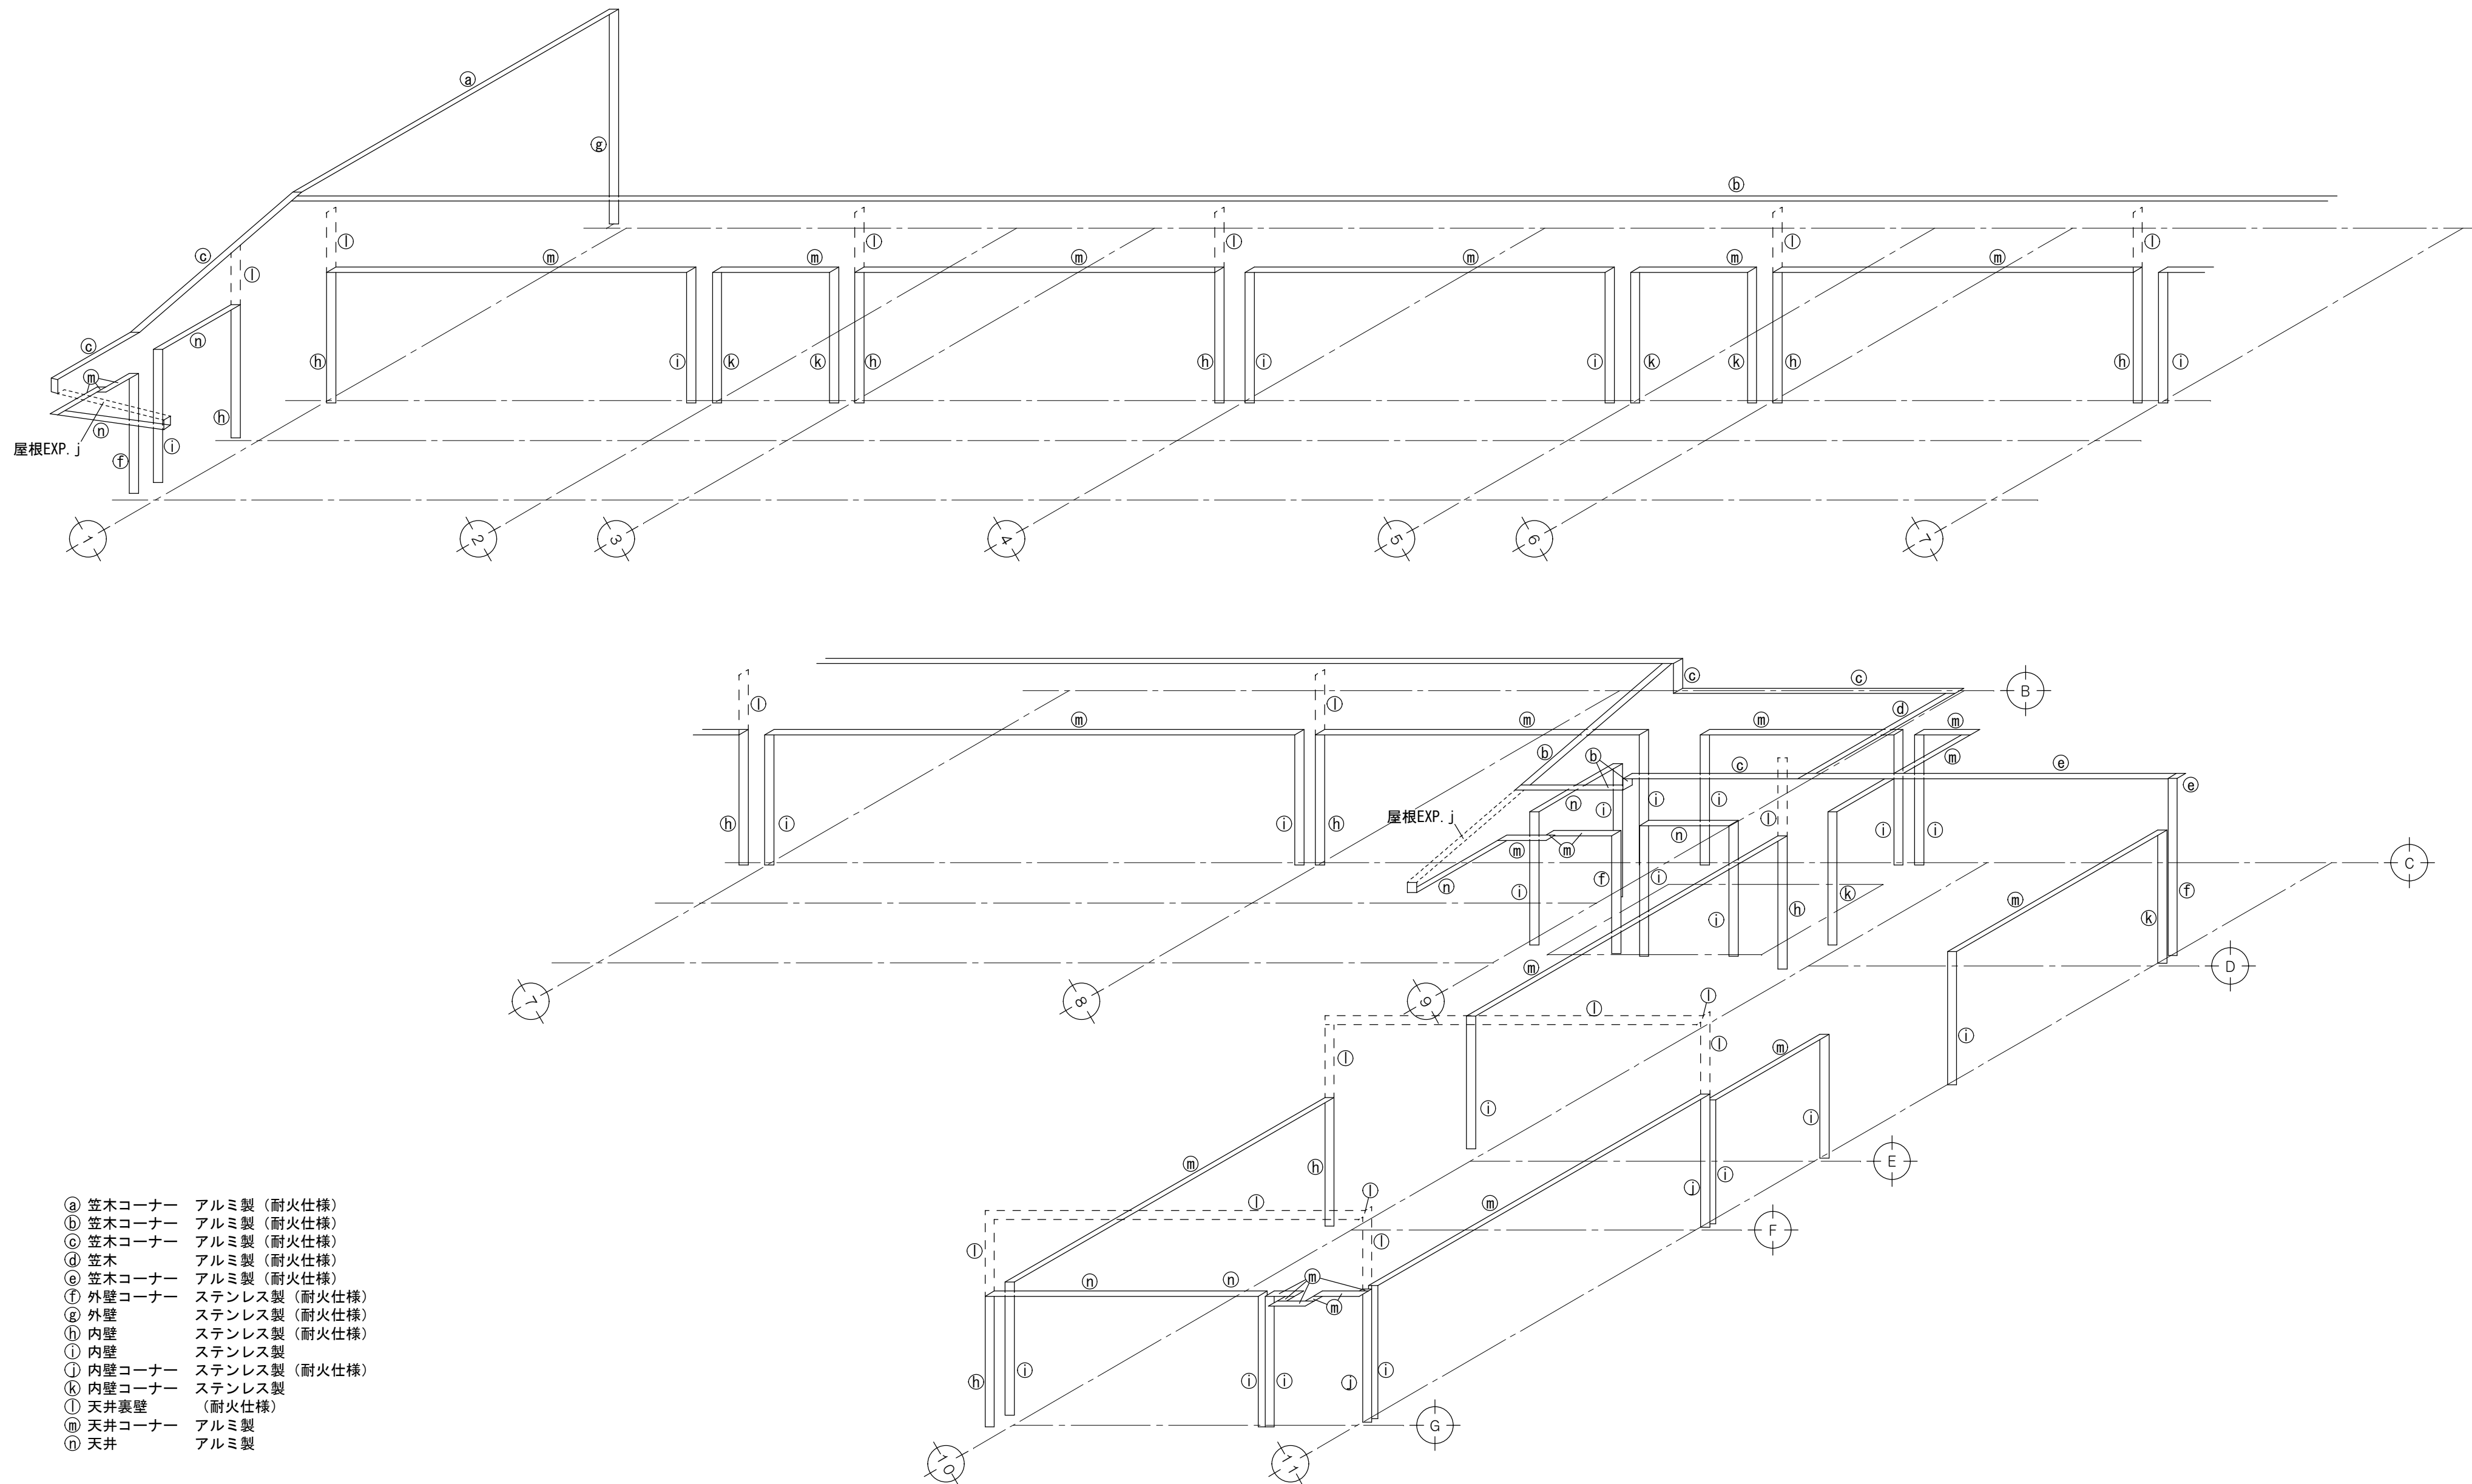 ⓐ
ⓖ
ⓑ
ⓛ ⓛ ⓛ ⓛ ⓛ
ⓒ ⓜ ⓜ ⓜ ⓜ ⓜ ⓜ
ⓛ
ⓒ ⓝ ⓗ ⓘ ⓚ ⓚ ⓗ ⓗ ⓘ ⓘ ⓚ ⓚ ⓗ ⓗ ⓘ
ⓜ
ⓗ
ⓝ
屋根EXP.j ⓘ
ⓕ
1 2 3 4 5 6 7
ⓒ ⓒ B
ⓛ ⓛ ⓓ
ⓜ ⓜ ⓜ ⓜ
ⓑ ⓑ ⓒ ⓜ ⓔ
ⓔ
ⓝ ⓘ ⓘ ⓘ
屋根EXP.j ⓛ
ⓗ ⓘ ⓘ ⓗ ⓘ ⓘ
ⓝ
ⓜ ⓜ
C
ⓝ ⓘ ⓕ ⓘ ⓚ ⓕ
ⓜ
ⓘ ⓗ ⓚ
ⓜ D
7 8 9
ⓛ ⓛ
ⓘ
ⓛ ⓛ ⓜ
ⓘ ⓘ
ⓜ ⓗ E
ⓘ
ⓙ
ⓛ ⓛ ⓜ
F
ⓛ ⓛ
ⓝ ⓝ ⓜ
ⓜ
ⓗ ⓘ ⓘ ⓘ ⓙ ⓘ
G
10 11
ⓐ 笠木コーナー アルミ製（耐火仕様）
ⓑ 笠木コーナー アルミ製（耐火仕様）
ⓒ 笠木コーナー アルミ製（耐火仕様）
ⓓ 笠木 アルミ製（耐火仕様）
ⓔ 笠木コーナー アルミ製（耐火仕様）
ⓕ 外壁コーナー ステンレス製（耐火仕様）
ⓖ 外壁 ステンレス製（耐火仕様）
ⓗ 内壁 ステンレス製（耐火仕様）
ⓘ 内壁 ステンレス製
ⓙ 内壁コーナー ステンレス製（耐火仕様）
ⓚ 内壁コーナー ステンレス製
ⓛ 天井裏壁 （耐火仕様）
ⓜ 天井コーナー アルミ製
ⓝ 天井 アルミ製